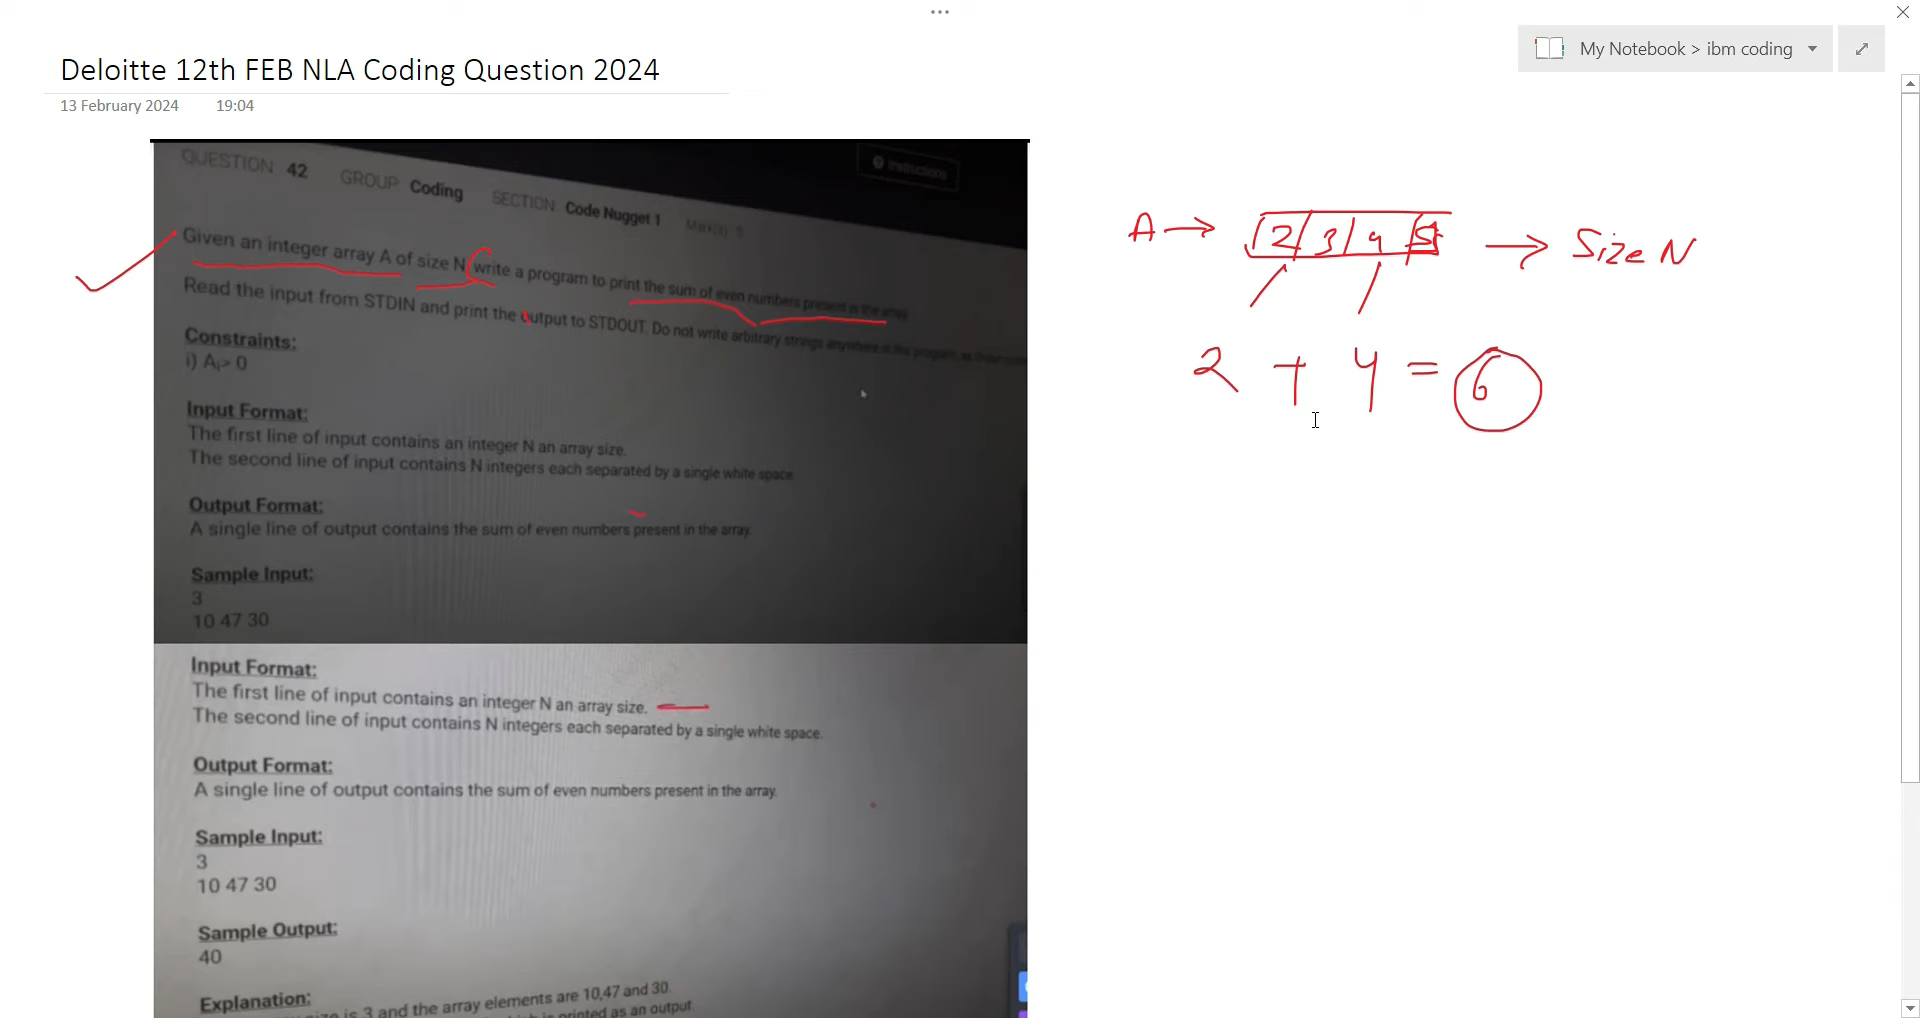 Deloitte 12th FEB NLA Coding Question 2024
13 February 2024 19:04
My Notebook > ibm coding
QUESTION 42 GROUP Coding SECTION Code Nugget 1 Mark(s) 5
Instructions
Given an integer array A of size N, write a program to print the sum of even numbers present in the array
Read the input from STDIN and print the output to STDOUT. Do not write arbitrary strings anywhere in the program, as these
Constraints:
i) Ai> 0
Input Format:
The first line of input contains an integer N an array size.
The second line of input contains N integers each separated by a single white space
Output Format:
A single line of output contains the sum of even numbers present in the array.
Sample Input:
3
10 47 30
Input Format:
The first line of input contains an integer N an array size.
The second line of input contains N integers each separated by a single white space.
Output Format:
A single line of output contains the sum of even numbers present in the array.
Sample Input:
3
10 47 30
Sample Output:
40
Explanation:
is 3 and the array elements are 10,47 and 30.
is printed as an output
A → 2 3 4 5 → Size N
2 + 4 = 6